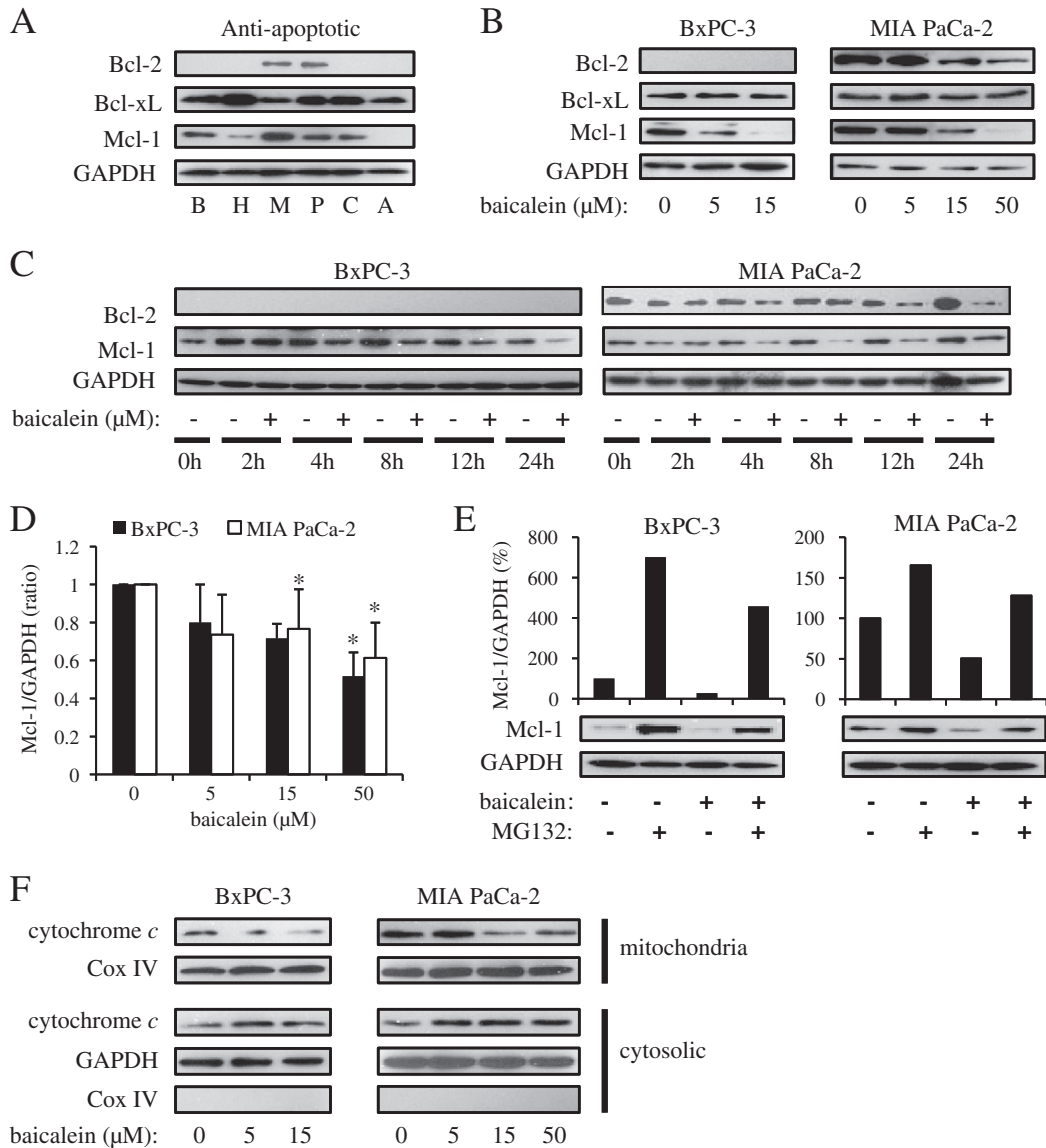 A
Anti-apoptotic
Bcl-2
Bcl-xL
Mcl-1
GAPDH
B H M P C A
B
BxPC-3 MIA PaCa-2
Bcl-2
Bcl-xL
Mcl-1
GAPDH
baicalein (μM): 0 5 15 0 5 15 50
C
BxPC-3 MIA PaCa-2
Bcl-2
Mcl-1
GAPDH
baicalein (μM): - - + - + - + - + - + - - + - + - + - + - +
0h 2h 4h 8h 12h 24h 0h 2h 4h 8h 12h 24h
D
BxPC-3 MIA PaCa-2
Mcl-1/GAPDH (ratio)
1.2
1
0.8
0.6
0.4
0.2
0
* * *
0 5 15 50
baicalein (μM)
E
BxPC-3 MIA PaCa-2
Mcl-1/GAPDH (%)
800
600
400
200
0
200
150
100
50
0
Mcl-1
GAPDH
baicalein: - - + + - - + +
MG132: - + - + - + - +
F
BxPC-3 MIA PaCa-2
cytochrome c
Cox IV
mitochondria
cytochrome c
GAPDH
Cox IV
cytosolic
baicalein (μM): 0 5 15 0 5 15 50